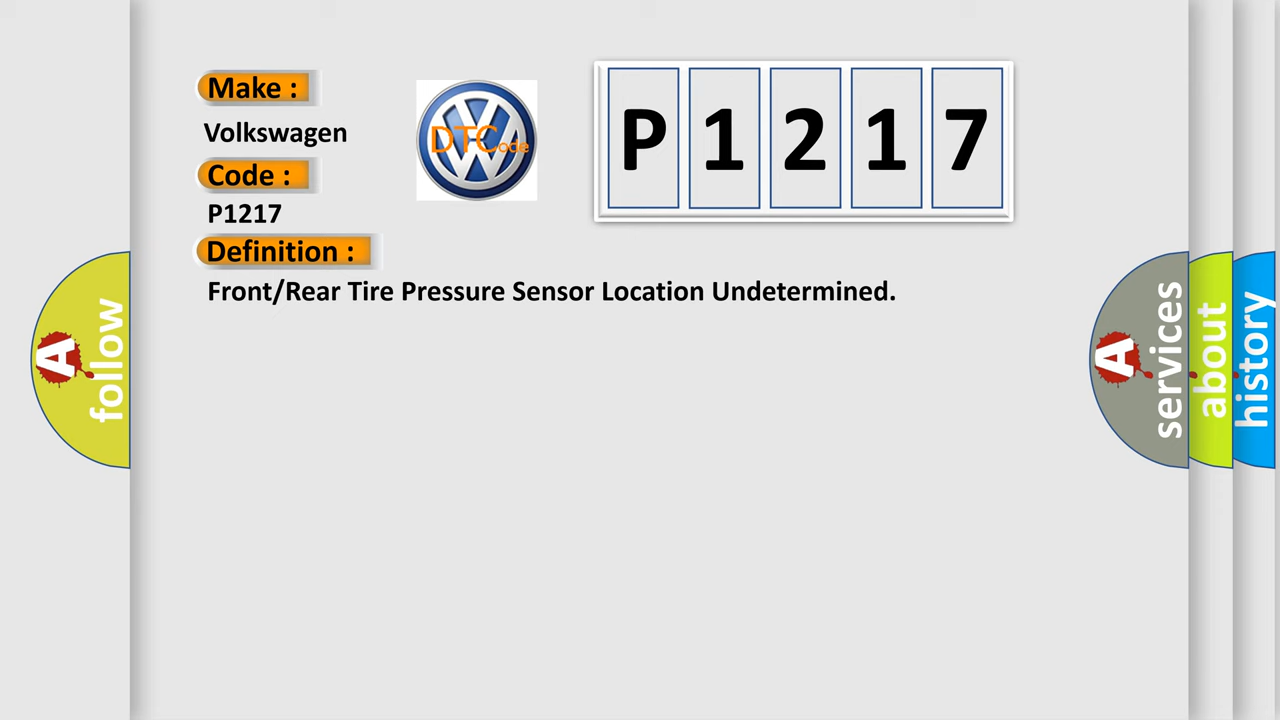 Make :
Volkswagen
Code :
P1217
Definition :
Front/Rear Tire Pressure Sensor Location Undetermined.
DTCode
P 1 2 1 7
A follow
A services
about
history